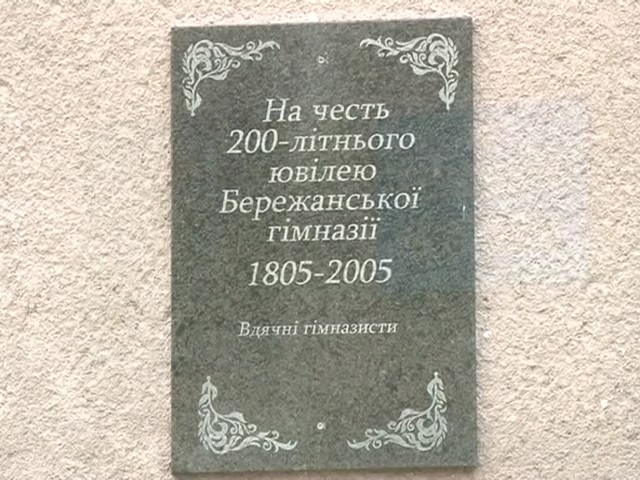 На честь
200-літнього
ювілею
Бережанської
гімназії
1805-2005
Вдячні гімназисти